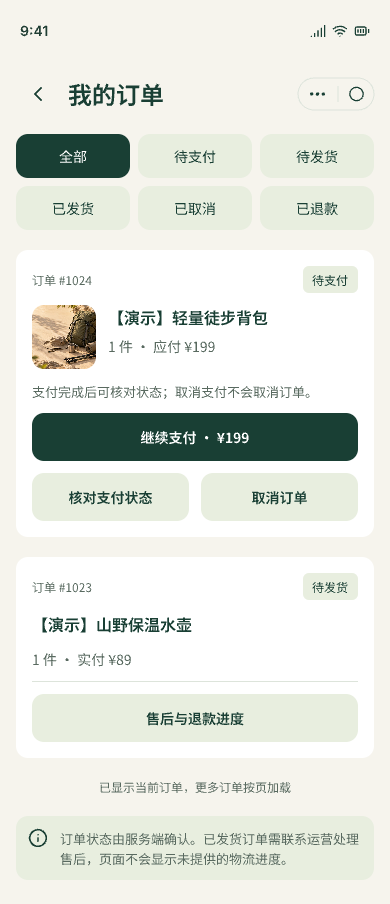 9:41
我的订单
全部
待支付
待发货
已发货
已取消
已退款
订单 #1024
待支付
【演示】轻量徒步背包
1 件 · 应付 ¥199
支付完成后可核对状态；取消支付不会取消订单。
继续支付 · ¥199
核对支付状态
取消订单
订单 #1023
待发货
【演示】山野保温水壶
1 件 · 实付 ¥89
售后与退款进度
已显示当前订单，更多订单按页加载
订单状态由服务端确认。已发货订单需联系运营处理
售后，页面不会显示未提供的物流进度。